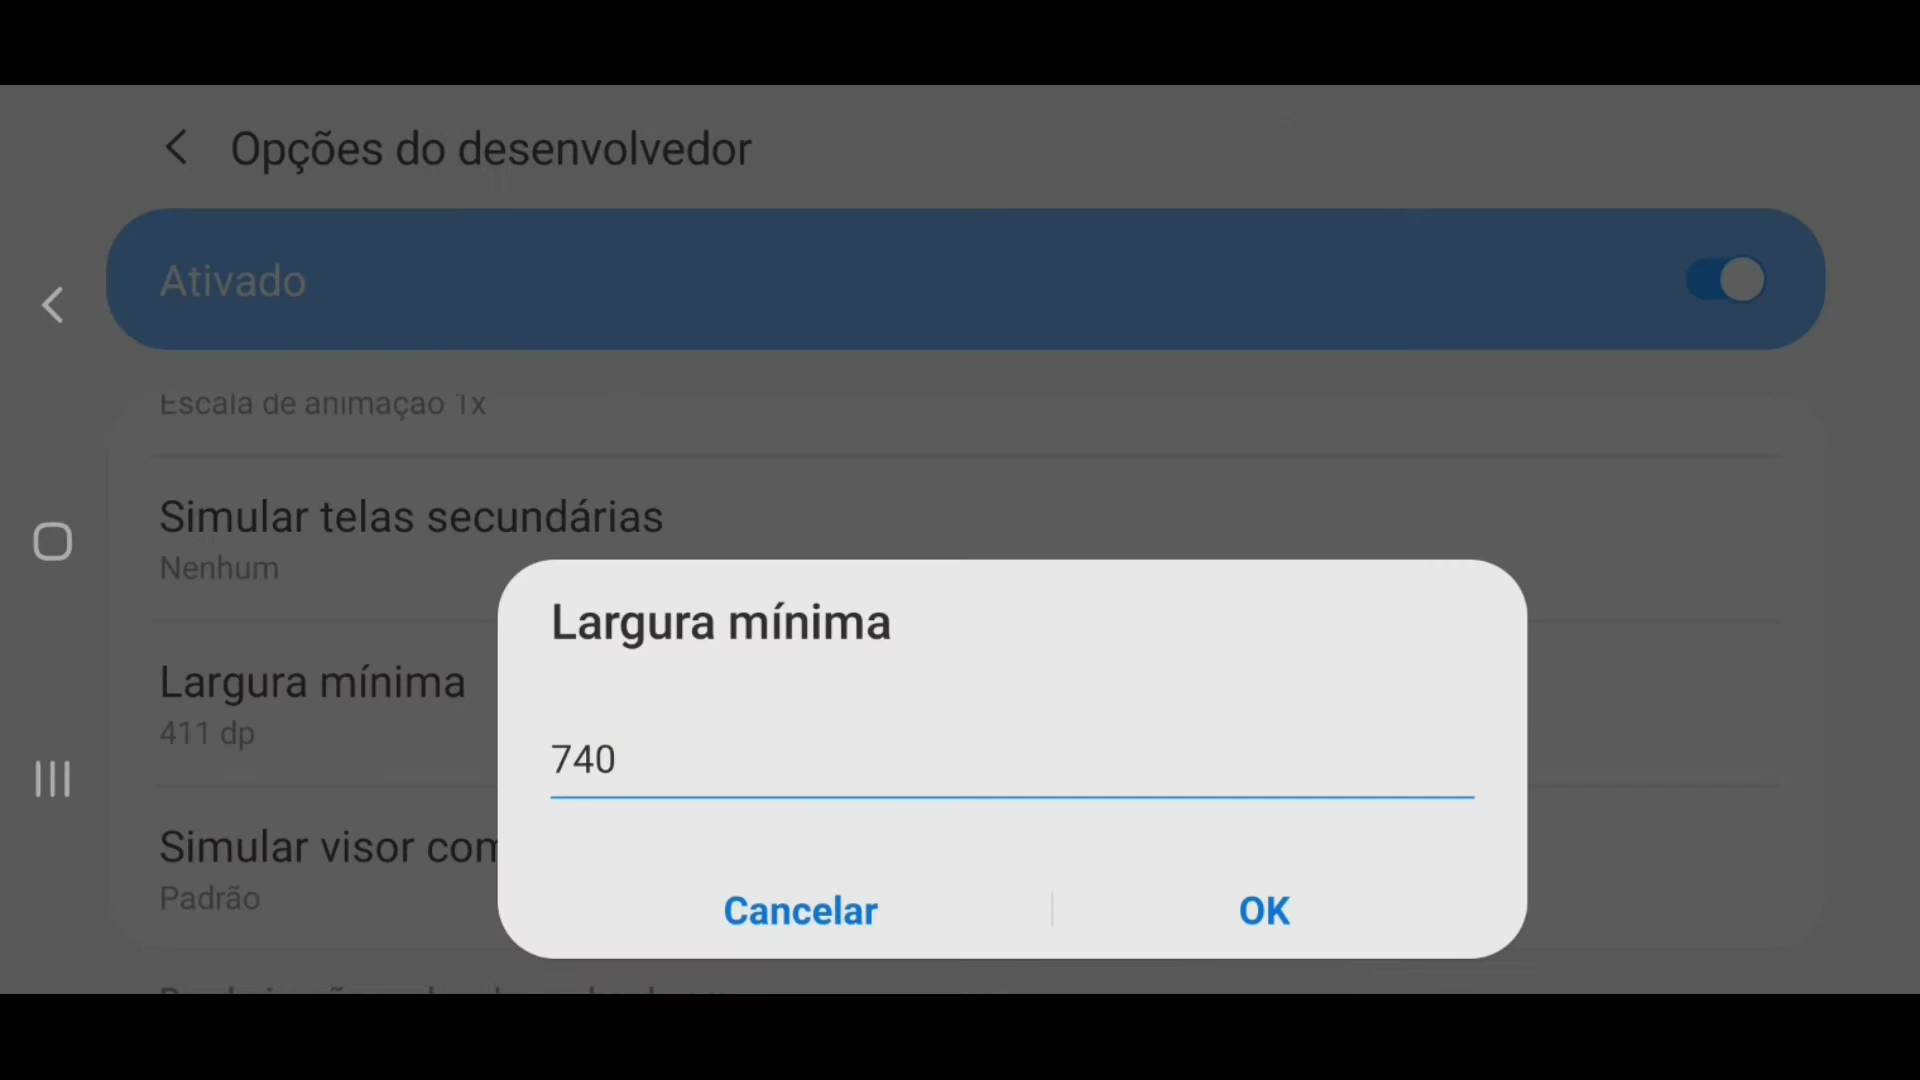 Opções do desenvolvedor
Ativado
Escala de animação 1x
Simular telas secundárias
Nenhum
Largura mínima
411 dp
Simular visor com
Padrão
Largura mínima
740
Cancelar
OK